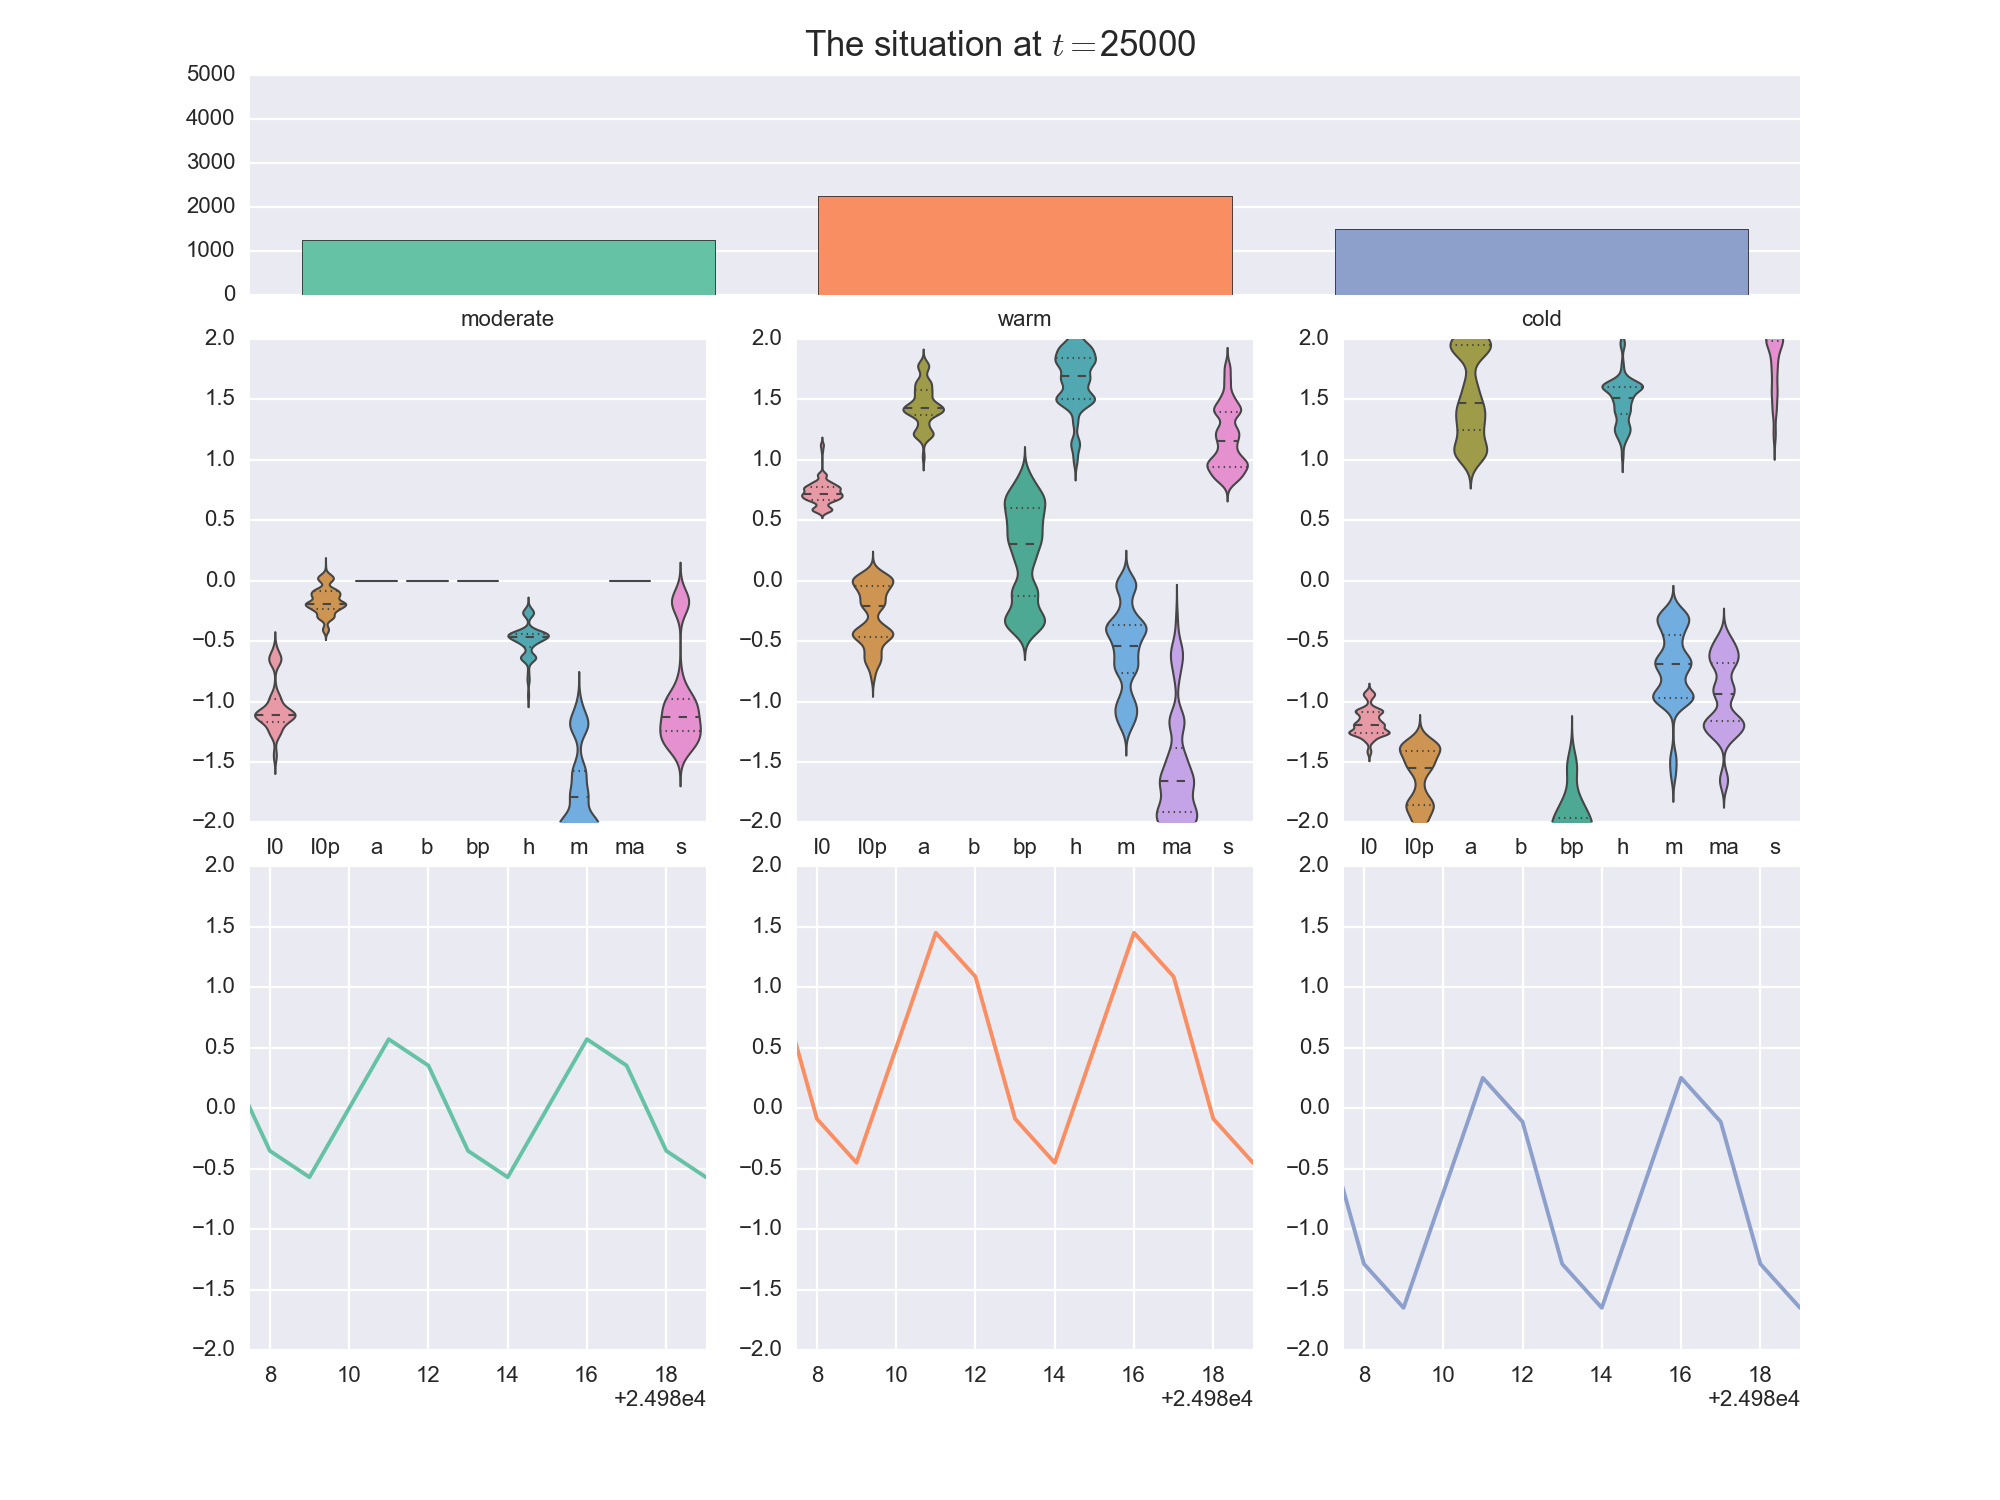 The situation at t=25000
5000
4000
3000
2000
1000
0
moderate warm cold
2.0 2.0 2.0
1.5 1.5 1.5
1.0 1.0 1.0
0.5 0.5 0.5
0.0 0.0 0.0
−0.5 −0.5 −0.5
−1.0 −1.0 −1.0
−1.5 −1.5 −1.5
−2.0 −2.0 −2.0
l0 l0p a b bp h m ma s l0 l0p a b bp h m ma s l0 l0p a b bp h m ma s
2.0 2.0 2.0
1.5 1.5 1.5
1.0 1.0 1.0
0.5 0.5 0.5
0.0 0.0 0.0
−0.5 −0.5 −0.5
−1.0 −1.0 −1.0
−1.5 −1.5 −1.5
−2.0 −2.0 −2.0
8 10 12 14 16 18 8 10 12 14 16 18 8 10 12 14 16 18
+2.498e4 +2.498e4 +2.498e4